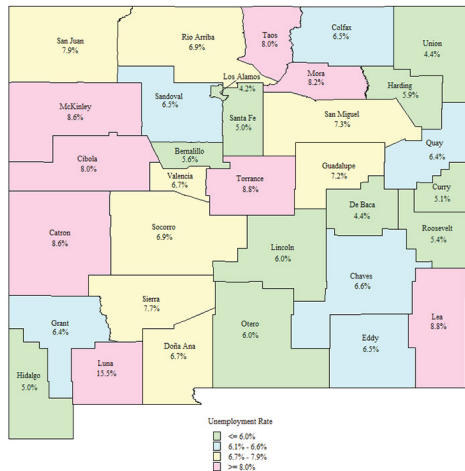 San Juan
7.9%
Rio Arriba
6.9%
Taos
8.0%
Colfax
6.5%
Union
4.4%
Los Alamos
4.2%
Mora
8.2%
Harding
5.9%
McKinley
8.6%
Sandoval
6.5%
Santa Fe
5.0%
San Miguel
7.3%
Quay
6.4%
Cibola
8.0%
Bernalillo
5.6%
Valencia
6.7%
Torrance
8.8%
Guadalupe
7.2%
Curry
5.1%
De Baca
4.4%
Roosevelt
5.4%
Catron
8.6%
Socorro
6.9%
Lincoln
6.0%
Chaves
6.6%
Sierra
7.7%
Grant
6.4%
Otero
6.0%
Lea
8.8%
Eddy
6.5%
Doña Ana
6.7%
Luna
15.5%
Hidalgo
5.0%
Unemployment Rate
<= 6.0%
6.1% - 6.6%
6.7% - 7.9%
>= 8.0%